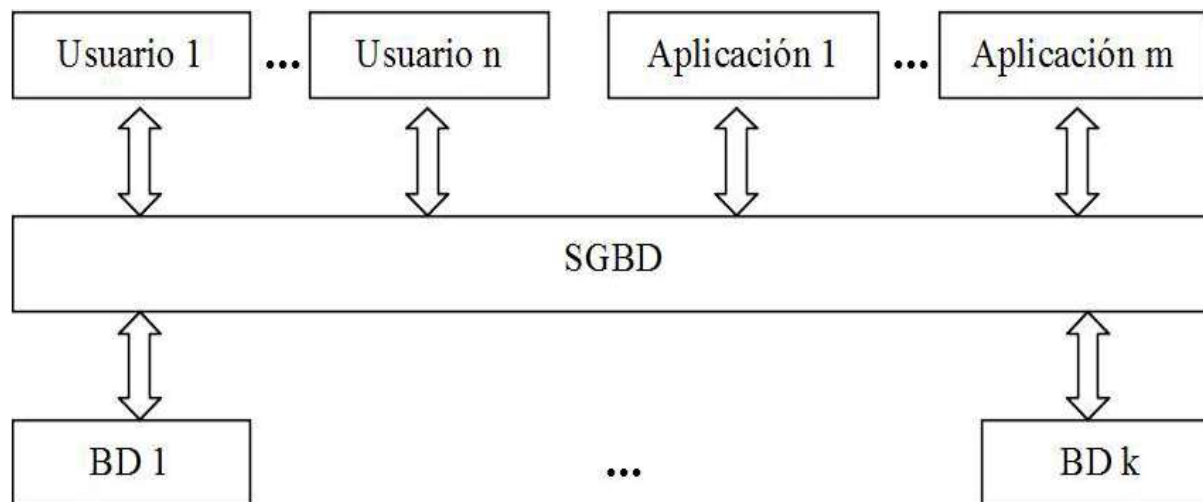 Usuario 1 ... Usuario n Aplicación 1 ... Aplicación m
SGBD
BD 1 ... BD k